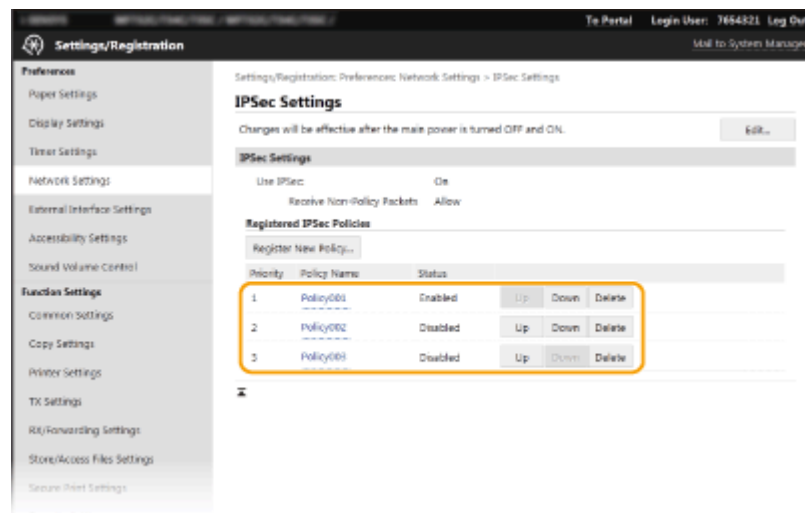 To Portal Login User: 7654321 Log Ou
Settings/Registration
Mail to System Manage
Preferences
Paper Settings
Display Settings
Timer Settings
Network Settings
External Interface Settings
Accessibility Settings
Sound Volume Control
Function Settings
Common Settings
Copy Settings
Printer Settings
TX Settings
RX/Forwarding Settings
Store/Access Files Settings
Secure Print Settings
Settings/Registration: Preferences: Network Settings > IPSec Settings
IPSec Settings
Changes will be effective after the main power is turned OFF and ON.
Edit...
IPSec Settings
Use IPSec: On
Receive Non-Policy Packets Allow
Registered IPSec Policies
Register New Policy...
Priority Policy Name Status
1 Policy001 Enabled Up Down Delete
2 Policy002 Disabled Up Down Delete
3 Policy003 Disabled Up Down Delete